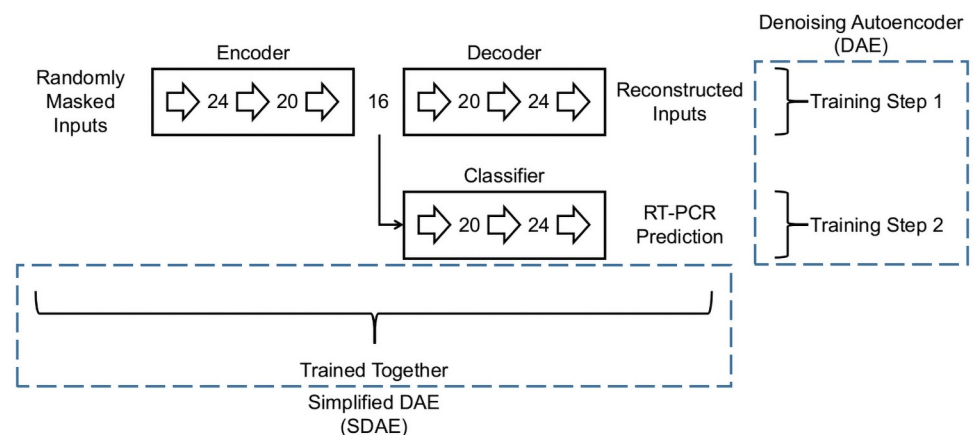 Denoising Autoencoder
(DAE)
Encoder
Decoder
Randomly
Masked
Inputs
24 20 16 20 24
Reconstructed
Inputs
Training Step 1
Classifier
20 24
RT-PCR
Prediction
Training Step 2
Trained Together
Simplified DAE
(SDAE)